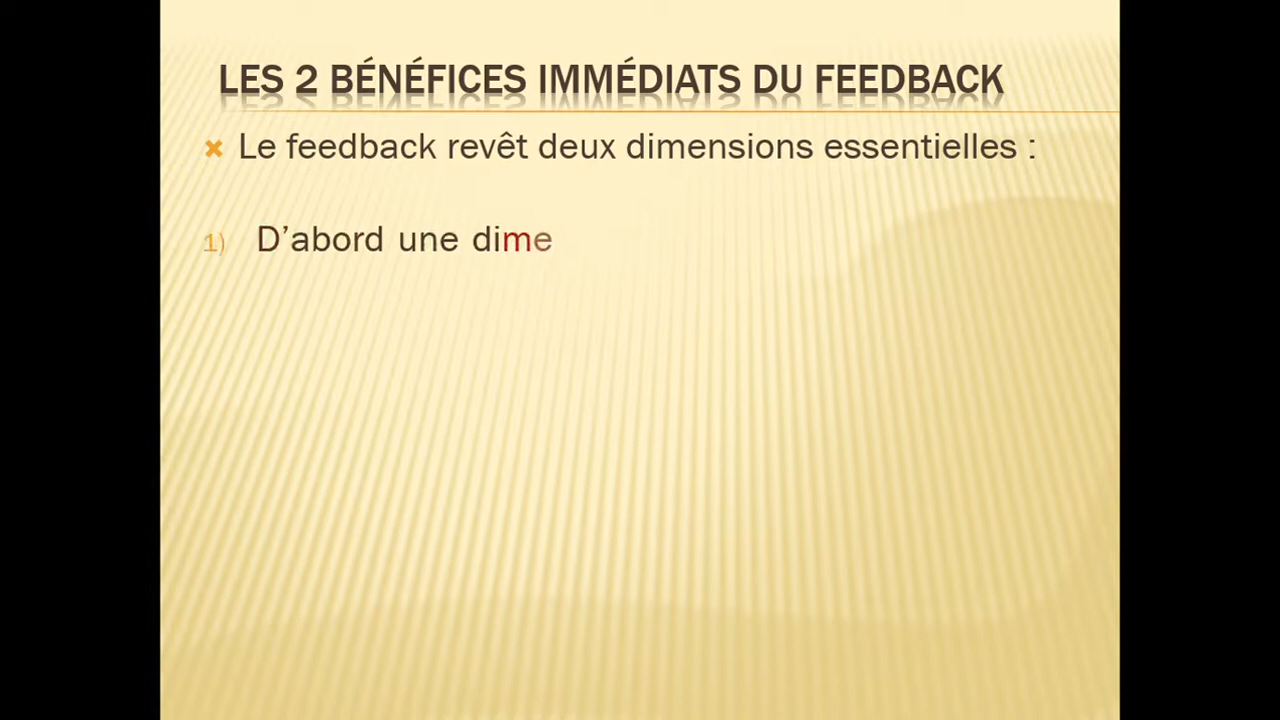 LES 2 BÉNÉFICES IMMÉDIATS DU FEEDBACK
Le feedback revêt deux dimensions essentielles :
1) D’abord une dime